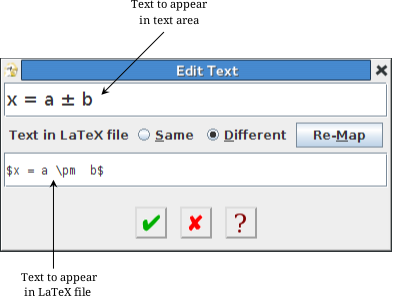 Text to appear
in text area
Edit Text
x = a ± b
Text in LaTeX file Same Different Re-Map
$x = a \pm  b$
?
Text to appear
in LaTeX file